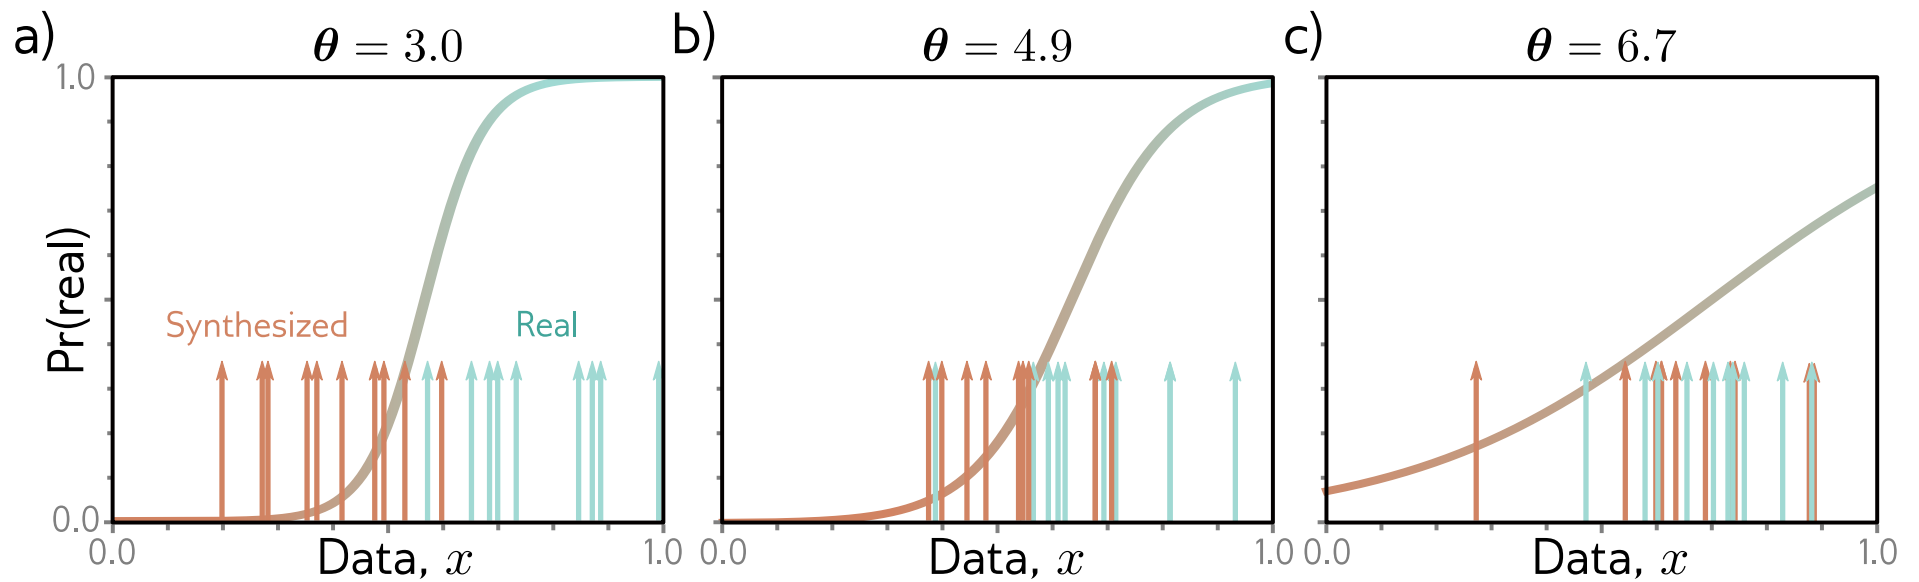 a)
θ = 3.0
b)
θ = 4.9
c)
θ = 6.7
1.0
Pr(real)
Synthesized
Real
0.0
0.0
Data, x
1.0
0.0
Data, x
1.0
0.0
Data, x
1.0